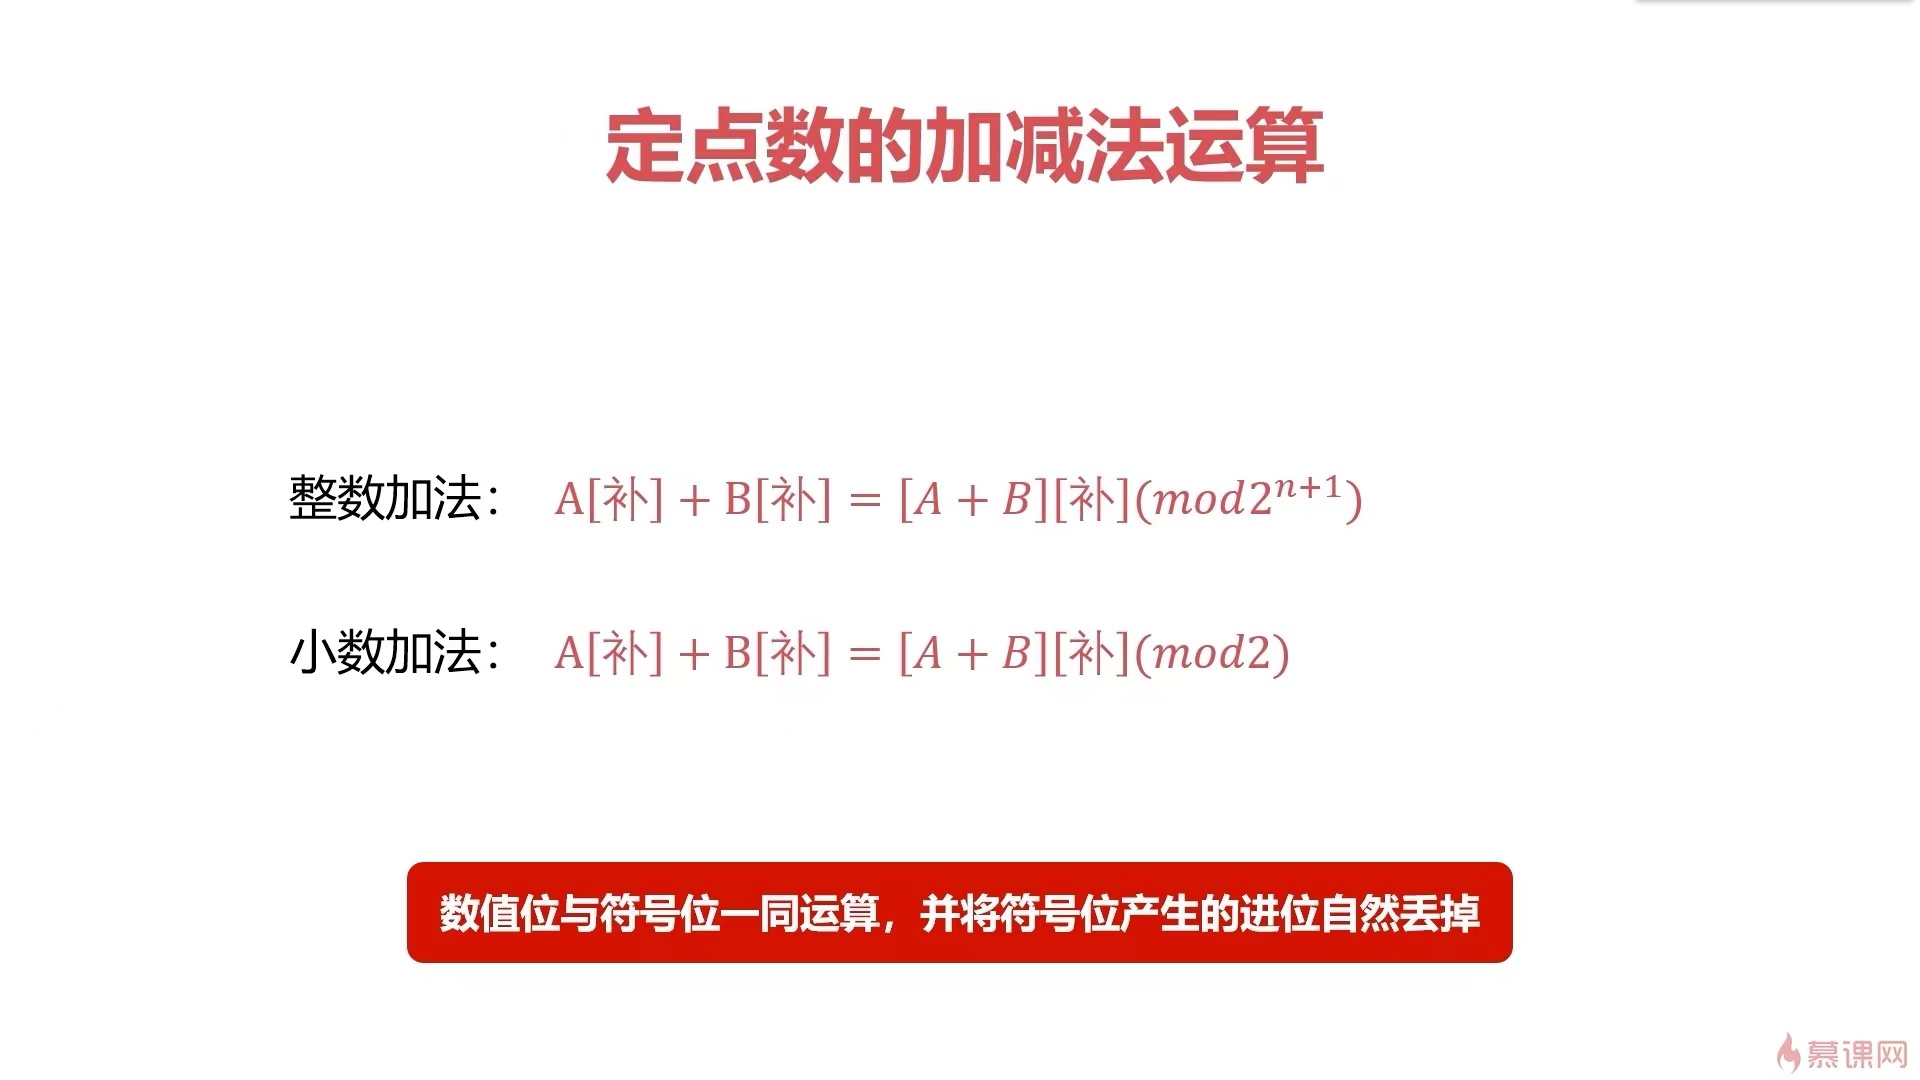 定点数的加减法运算
整数加法： A[补] + B[补] = [A + B][补](mod2ⁿ⁺¹)
小数加法： A[补] + B[补] = [A + B][补](mod2)
数值位与符号位一同运算，并将符号位产生的进位自然丢掉
慕课网